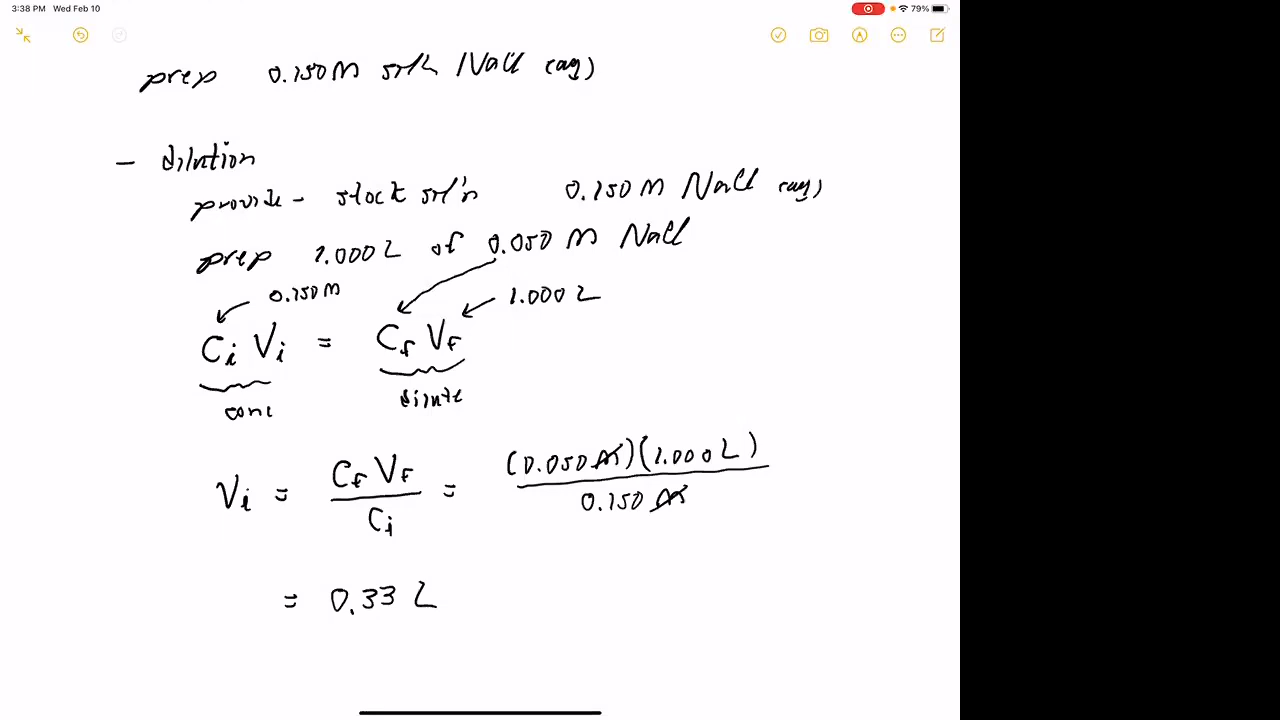 3:38 PM Wed Feb 10 79%
prep 0.150 M sol'n NaCl (aq)
- dilution
provide - stock sol'n 0.150 M NaCl (aq)
prep 1.000 L of 0.050 M NaCl
0.150 M 1.000 L
Ci Vi = Cf Vf
conc dilute
Vi = Cf Vf / Ci = (0.050 M)(1.000 L) / 0.150 M
= 0.33 L